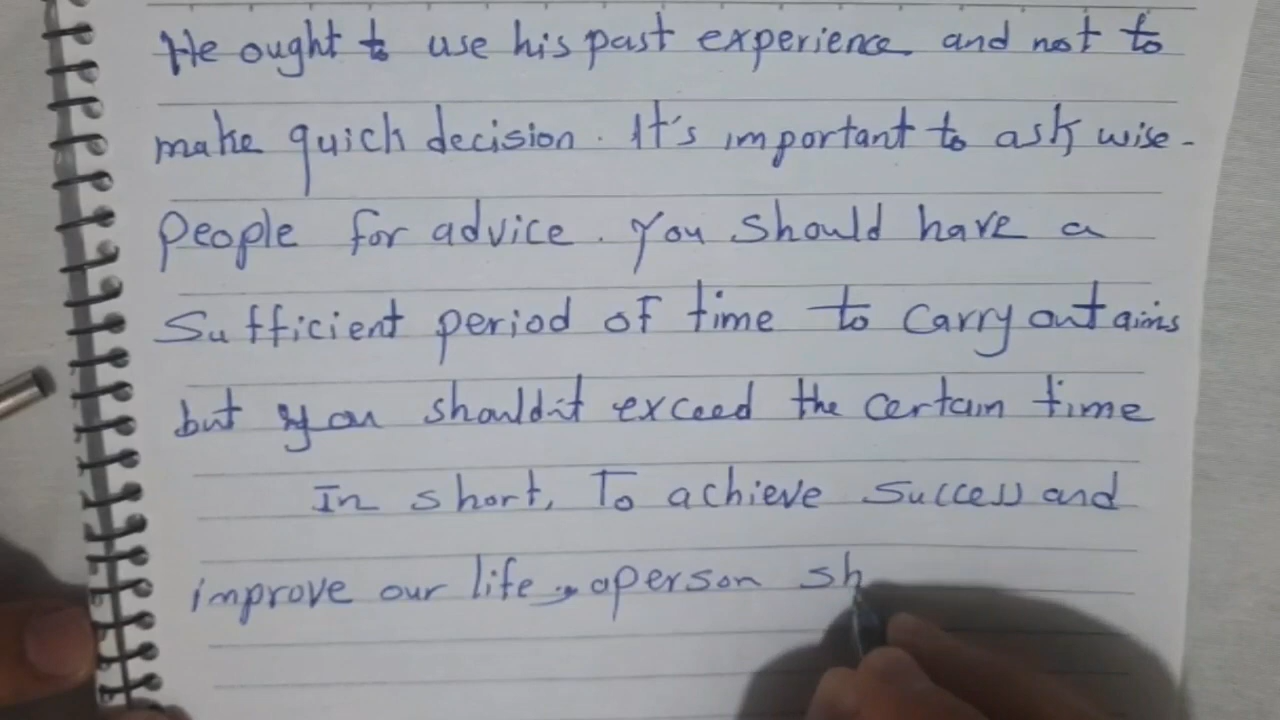 He ought to use his past experience and not to
make quich decision. It's important to ask wise-
people for advice. You should have a
Sufficient period of time to carry out aims
but you shouldn't exceed the certain time
In short, To achieve success and
improve our life, aperson sh